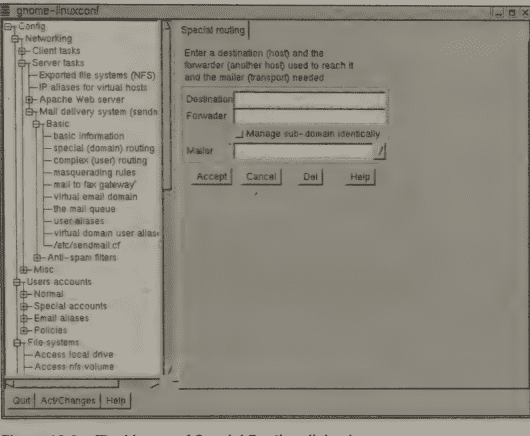 gnome-linuxconf
Config
Networking
Client tasks
Server tasks
Exported file systems (NFS)
IP aliases for virtual hosts
Apache Web server
Mail delivery system (sendm
Basic
basic information
special (domain) routing
complex (user) routing
masquerading rules
mail to fax gateway
virtual email domain
the mail queue
user aliases
virtual domain user aliase
/etc/sendmail.cf
Anti-spam filters
Misc
Users accounts
Normal
Special accounts
Email aliases
Policies
File systems
Access local drive
Access nfs volume
Quit Act/Changes Help
Special routing
Enter a destination (host) and the
forwarder (another host) used to reach it
and the mailer (transport) needed
Destination
Forwader
Manage sub-domain identically
Mailer
Accept Cancel Del Help